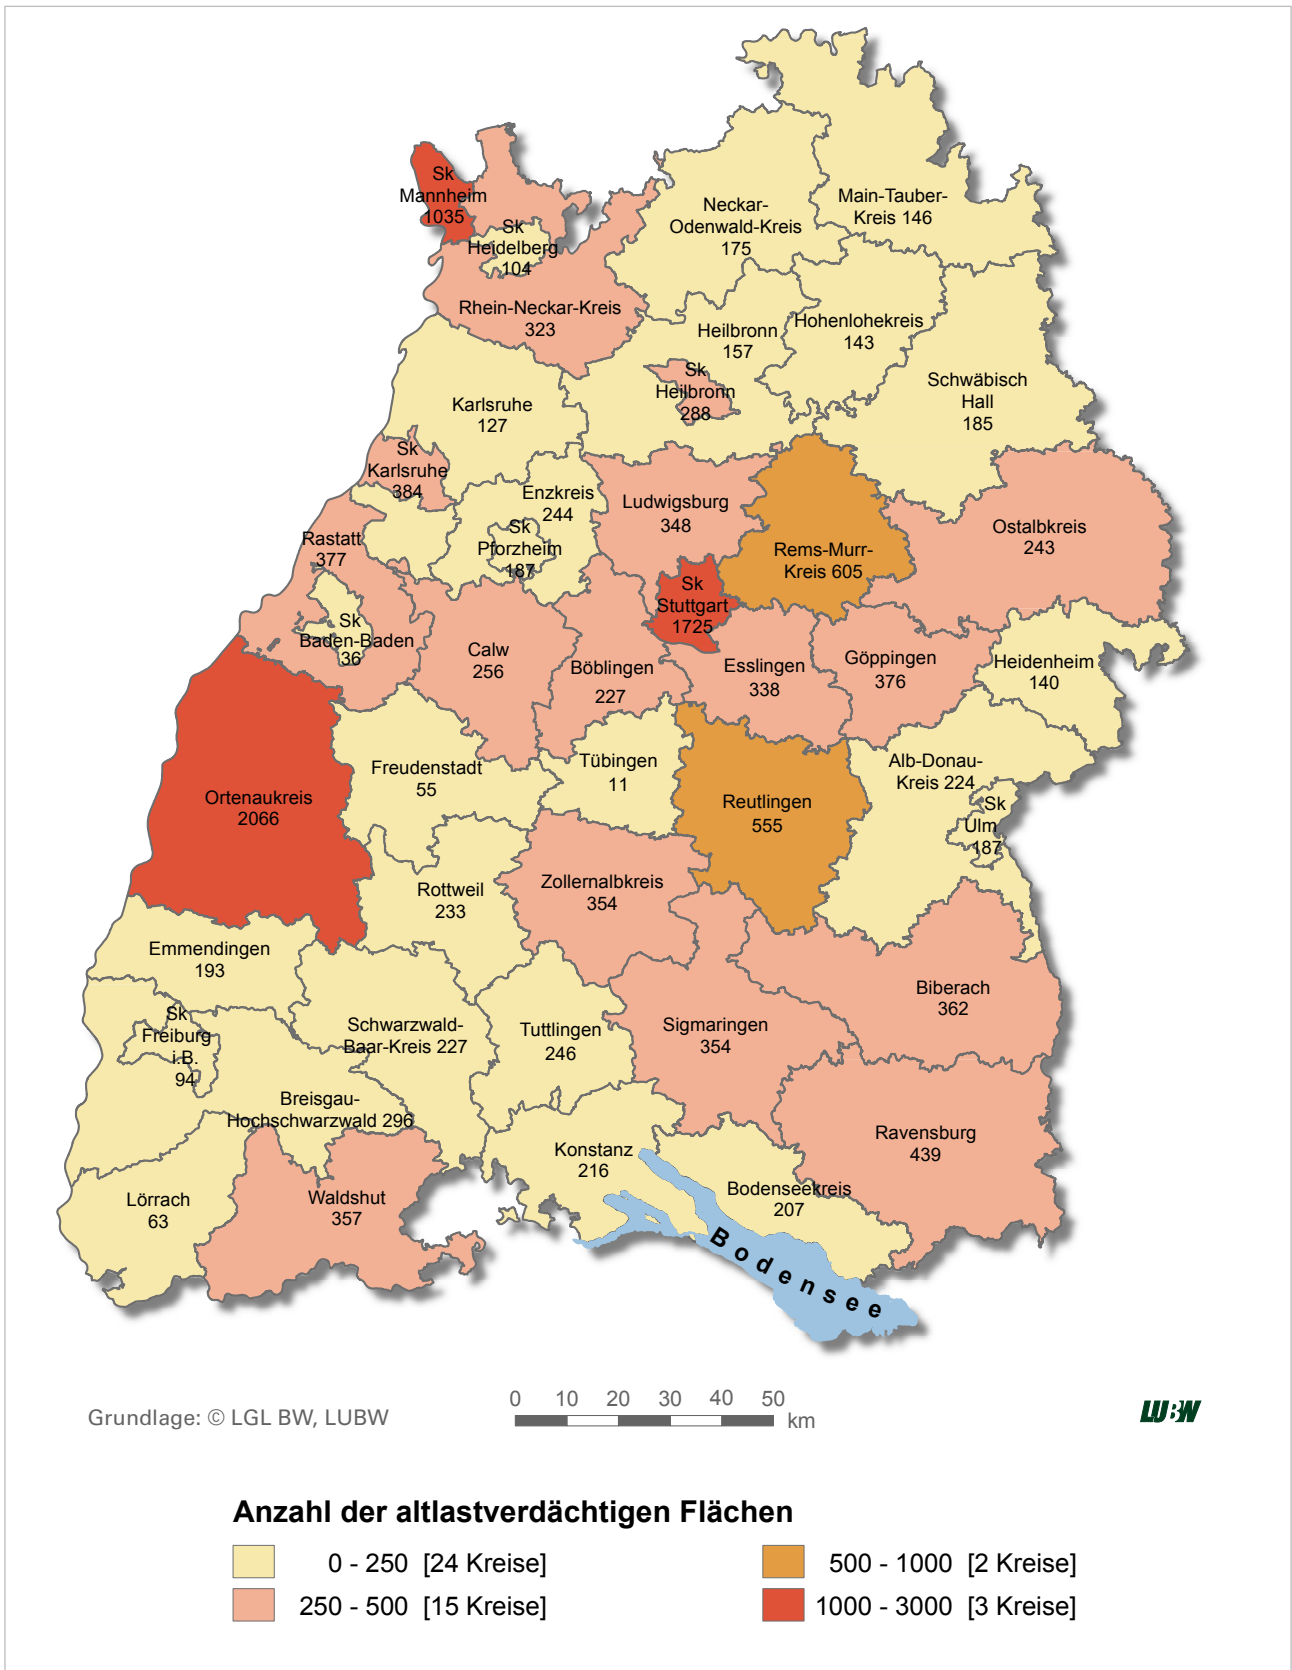 Sk
Mannheim
1035
Sk
Heidelberg
104
Rhein-Neckar-Kreis
323
Neckar-
Odenwald-Kreis
175
Main-Tauber-
Kreis 146
Heilbronn
157
Hohenlohekreis
143
Sk
Heilbronn
288
Schwäbisch
Hall
185
Karlsruhe
127
Sk
Karlsruhe
384
Enzkreis
244
Sk
Pforzheim
187
Ludwigsburg
348
Rems-Murr-
Kreis 605
Ostalbkreis
243
Rastatt
377
Sk
Baden-Baden
36
Calw
256
Böblingen
227
Sk
Stuttgart
1725
Esslingen
338
Göppingen
376
Heidenheim
140
Ortenaukreis
2066
Freudenstadt
55
Tübingen
11
Reutlingen
555
Alb-Donau-
Kreis 224
Sk
Ulm
187
Rottweil
233
Zollernalbkreis
354
Emmendingen
193
Sk
Freiburg
i.B.
94
Schwarzwald-
Baar-Kreis 227
Tuttlingen
246
Sigmaringen
354
Biberach
362
Breisgau-
Hochschwarzwald 296
Lörrach
63
Waldshut
357
Konstanz
216
Bodenseekreis
207
Ravensburg
439
Bodensee
Grundlage: © LGL BW, LUBW
0 10 20 30 40 50
km
LUBW
Anzahl der altlastverdächtigen Flächen
0 - 250 [24 Kreise]
500 - 1000 [2 Kreise]
250 - 500 [15 Kreise]
1000 - 3000 [3 Kreise]